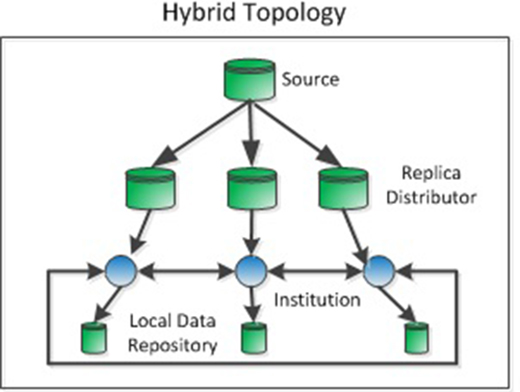 Hybrid Topology
Source
Replica
Distributor
Institution
Local Data
Repository